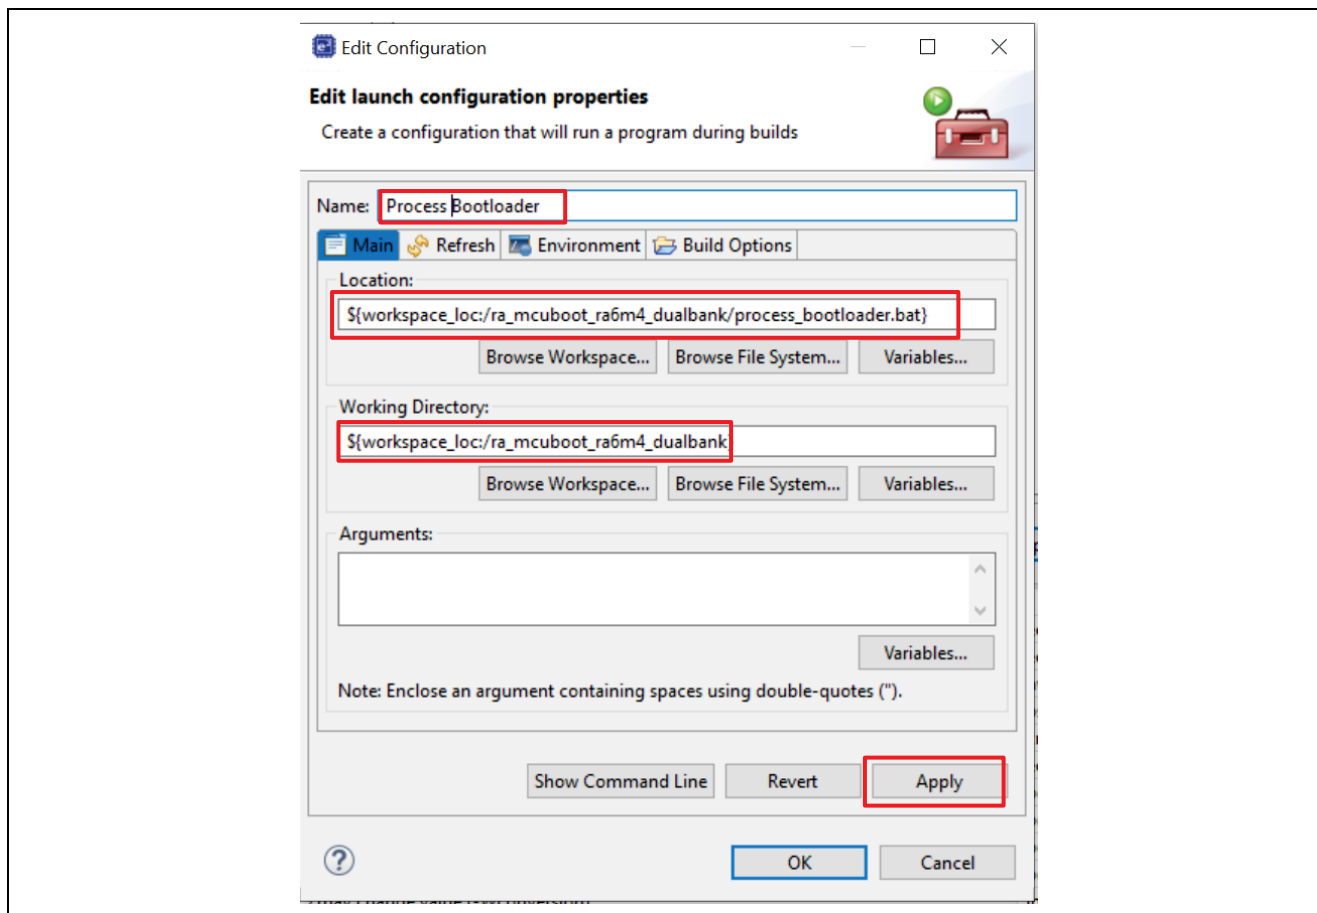 Edit Configuration
Edit launch configuration properties
Create a configuration that will run a program during builds
Name: Process Bootloader
Main Refresh Environment Build Options
Location:
${workspace_loc:/ra_mcuboot_ra6m4_dualbank/process_bootloader.bat}
Browse Workspace... Browse File System... Variables...
Working Directory:
${workspace_loc:/ra_mcuboot_ra6m4_dualbank}
Browse Workspace... Browse File System... Variables...
Arguments:
Variables...
Note: Enclose an argument containing spaces using double-quotes (").
Show Command Line Revert Apply
OK Cancel